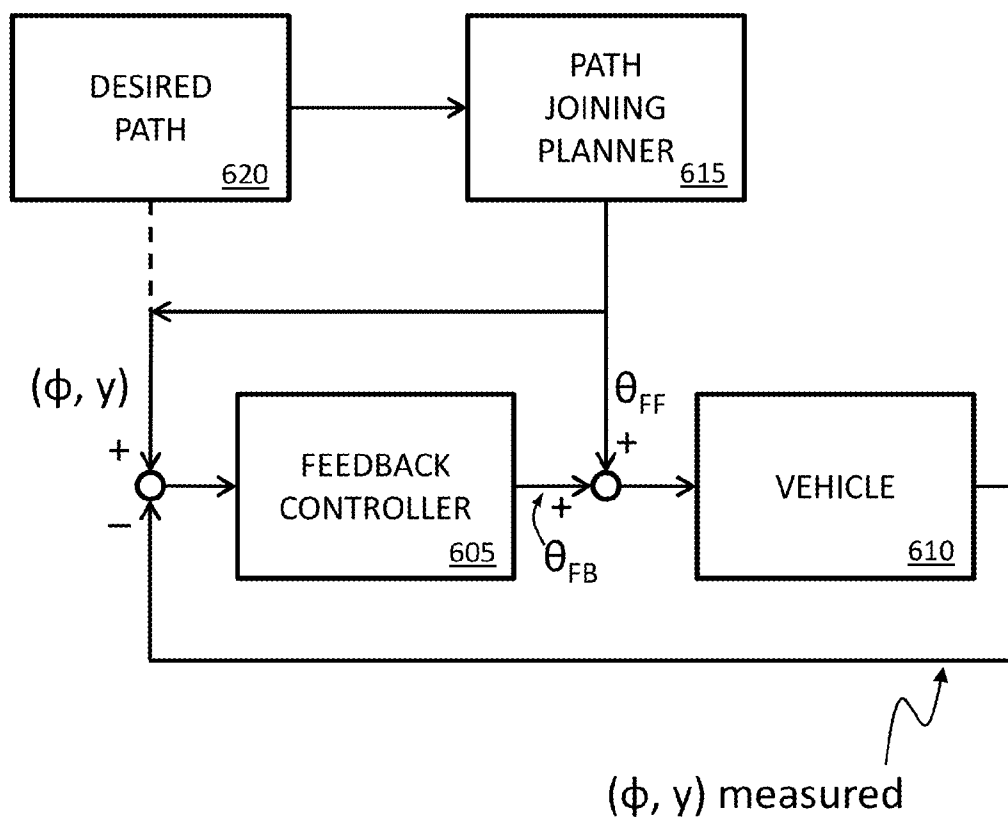 DESIRED
PATH
620
PATH
JOINING
PLANNER
615
(ϕ, y)
θFF
+
+
FEEDBACK
CONTROLLER
605
+
θFB
VEHICLE
610
−
(ϕ, y) measured